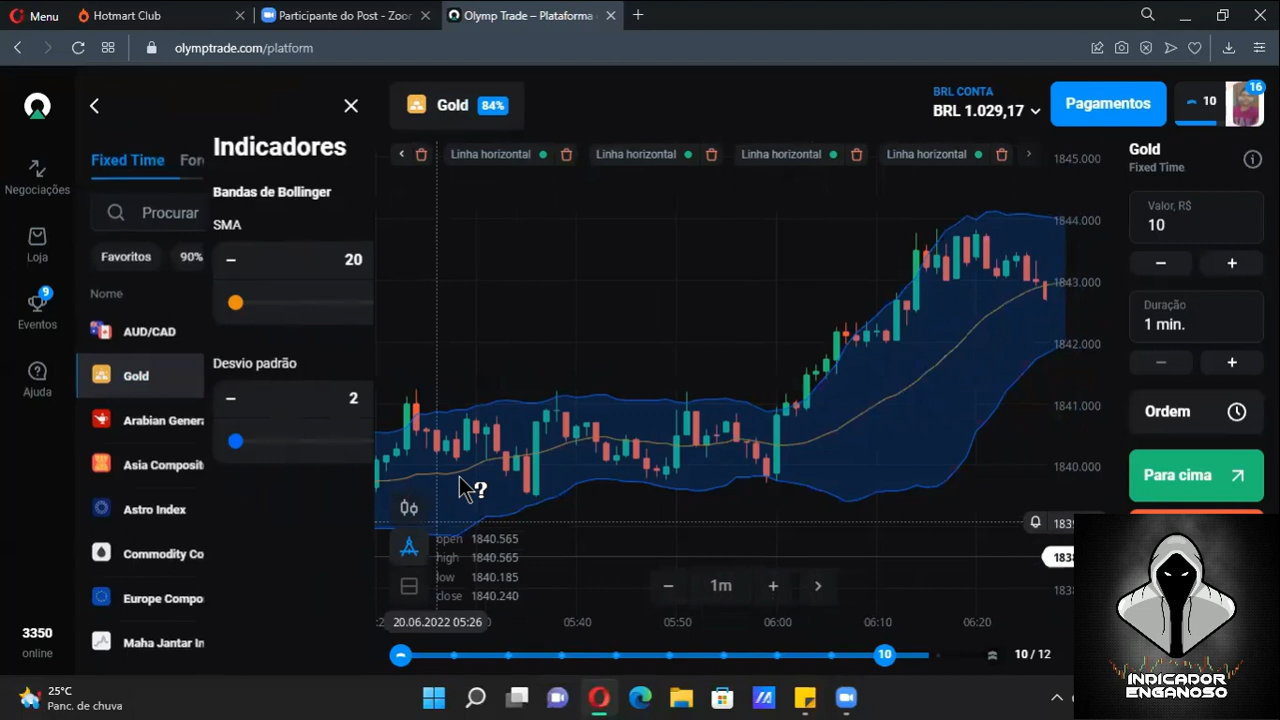 Menu
Hotmart Club
Participante do Post - Zoor
Olymp Trade – Plataforma
olymptrade.com/platform
Gold 84%
BRL CONTA
BRL 1.029,17
Pagamentos
10
16
Negociações
Loja
9
Eventos
Ajuda
3350
online
Fixed Time
Procurar
Favoritos 90%
Nome
AUD/CAD
Gold
Arabian Genera
Asia Composit
Astro Index
Commodity Co
Europe Compo
Maha Jantar In
Indicadores
Bandas de Bollinger
SMA
20
Desvio padrão
2
Linha horizontal
Linha horizontal
Linha horizontal
Linha horizontal
1845.000
1844.000
1843.000
1842.000
1841.000
1840.000
open 1840.565
high 1840.565
low 1840.185
close 1840.240
1m
20.06.2022 05:26
05:40
05:50
06:00
06:10
06:20
10
10 / 12
Gold
Fixed Time
Valor, R$
10
Duração
1 min.
Ordem
Para cima
INDICADOR
ENGANOSO
25°C
Panc. de chuva